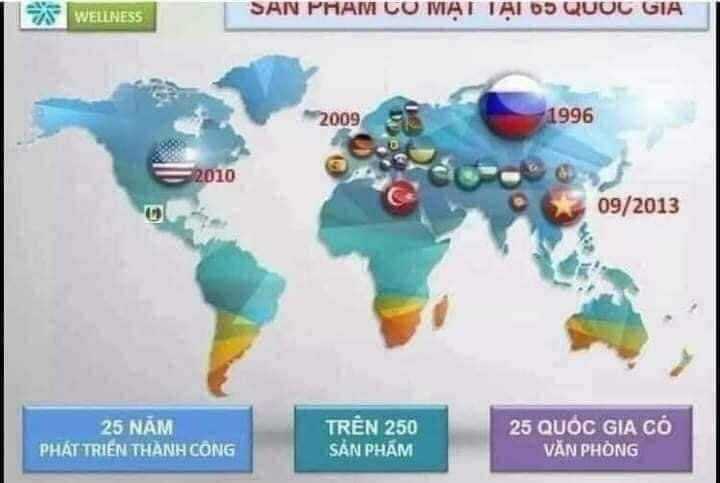 WELLNESS
SẢN PHẨM CÓ MẶT TẠI 65 QUỐC GIA
2009
1996
2010
09/2013
25 NĂM
PHÁT TRIỂN THÀNH CÔNG
TRÊN 250
SẢN PHẨM
25 QUỐC GIA CÓ
VĂN PHÒNG